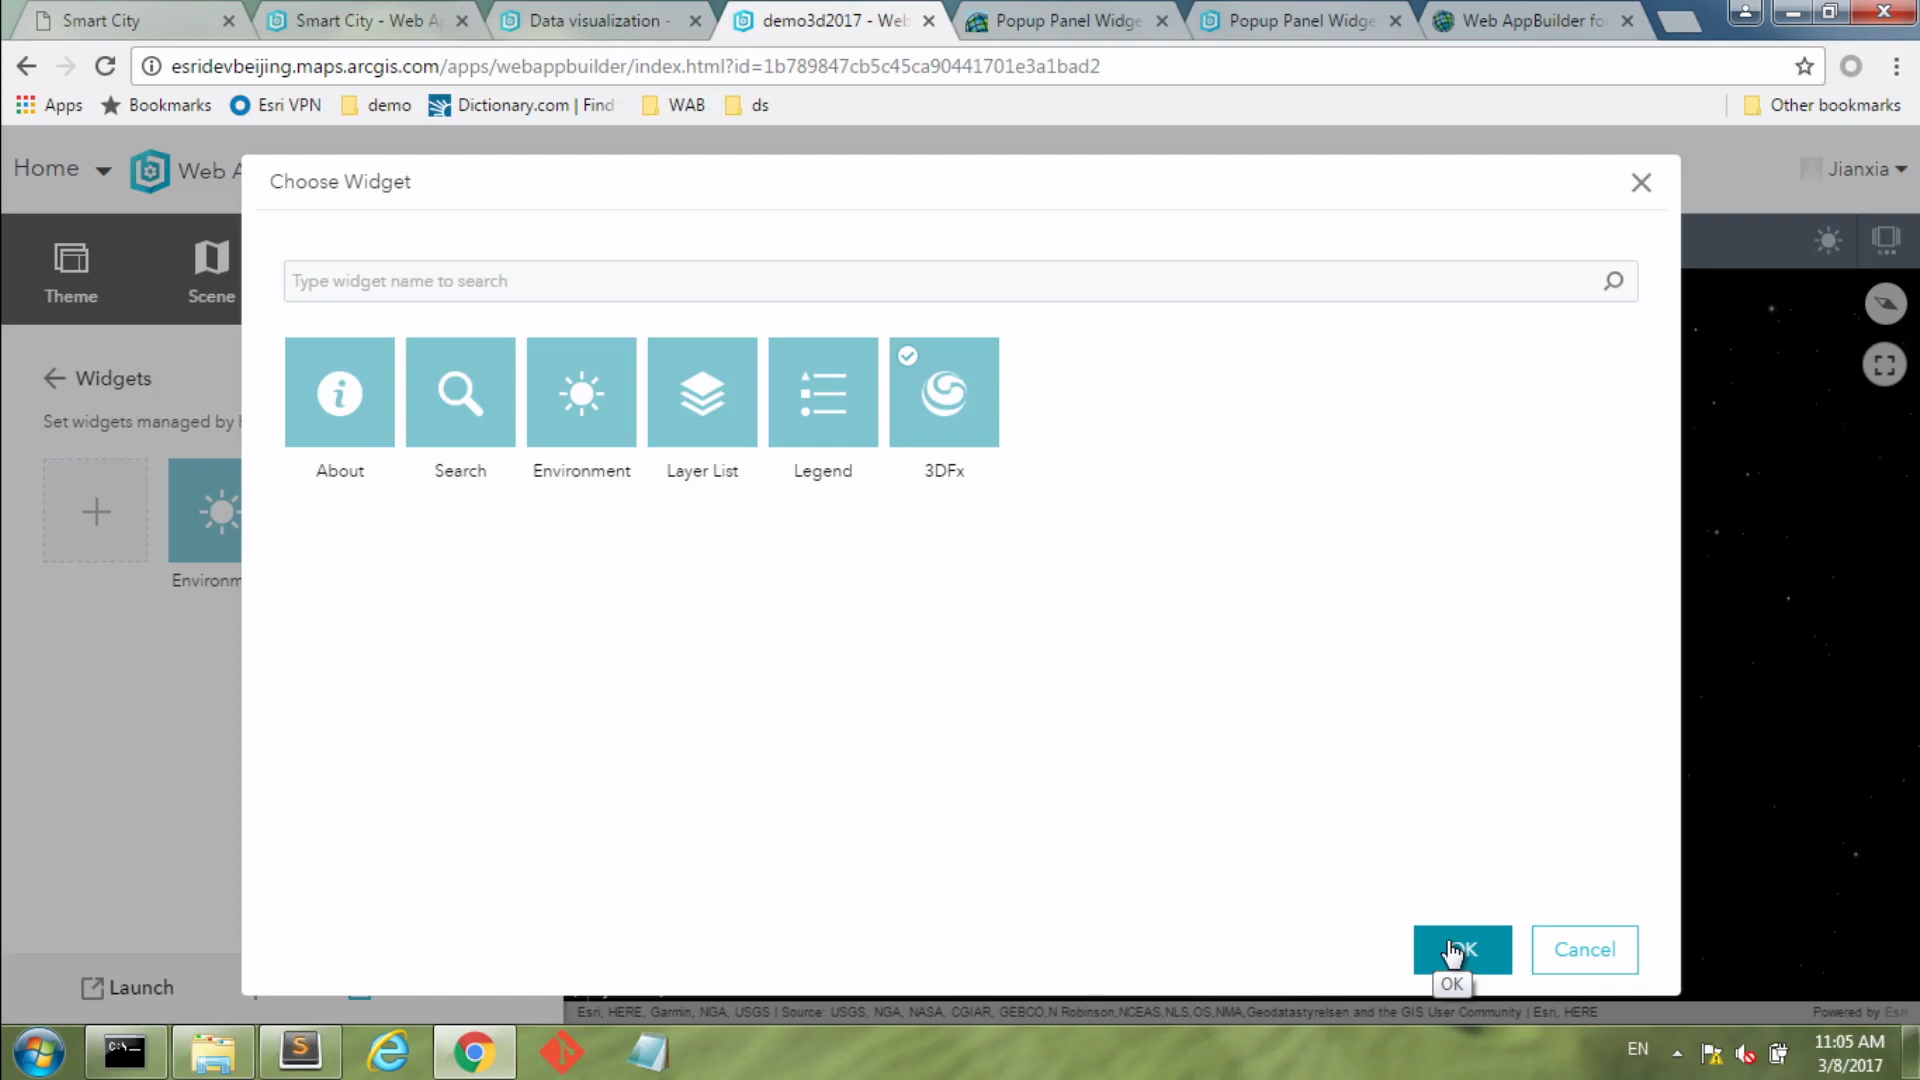 Smart City
Smart City - Web A
Data visualization -
demo3d2017 - Web
Popup Panel Widge
Popup Panel Widge
Web AppBuilder fo
esridevbeijing.maps.arcgis.com/apps/webappbuilder/index.html?id=1b789847cb5c45ca90441701e3a1bad2
Apps
Bookmarks
Esri VPN
demo
Dictionary.com | Find
WAB
ds
Other bookmarks
Home
Web A
Jianxia
Choose Widget
Theme
Scene
Type widget name to search
Widgets
Set widgets managed by
Environm
About
Search
Environment
Layer List
Legend
3DFx
OK
Cancel
OK
Launch
Esri, HERE, Garmin, NGA, USGS | Source: USGS, NGA, NASA, CGIAR, GEBCO,N Robinson,NCEAS,NLS,OS,NMA,Geodatastyrelsen and the GIS User Community | Esri, HERE
Powered by Esri
C:\
S
EN
11:05 AM
3/8/2017